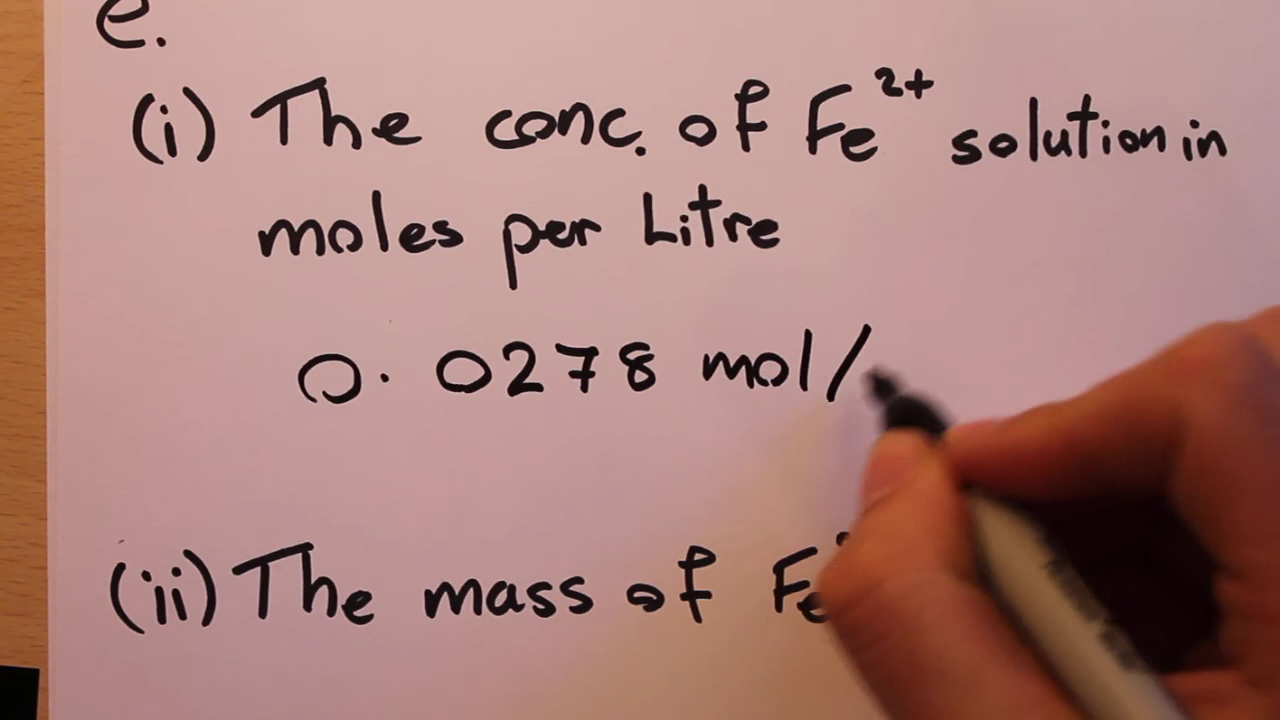 e.
(i) The conc. of Fe²⁺ solution in
moles per Litre
0.0278 mol/
(ii) The mass of Fe